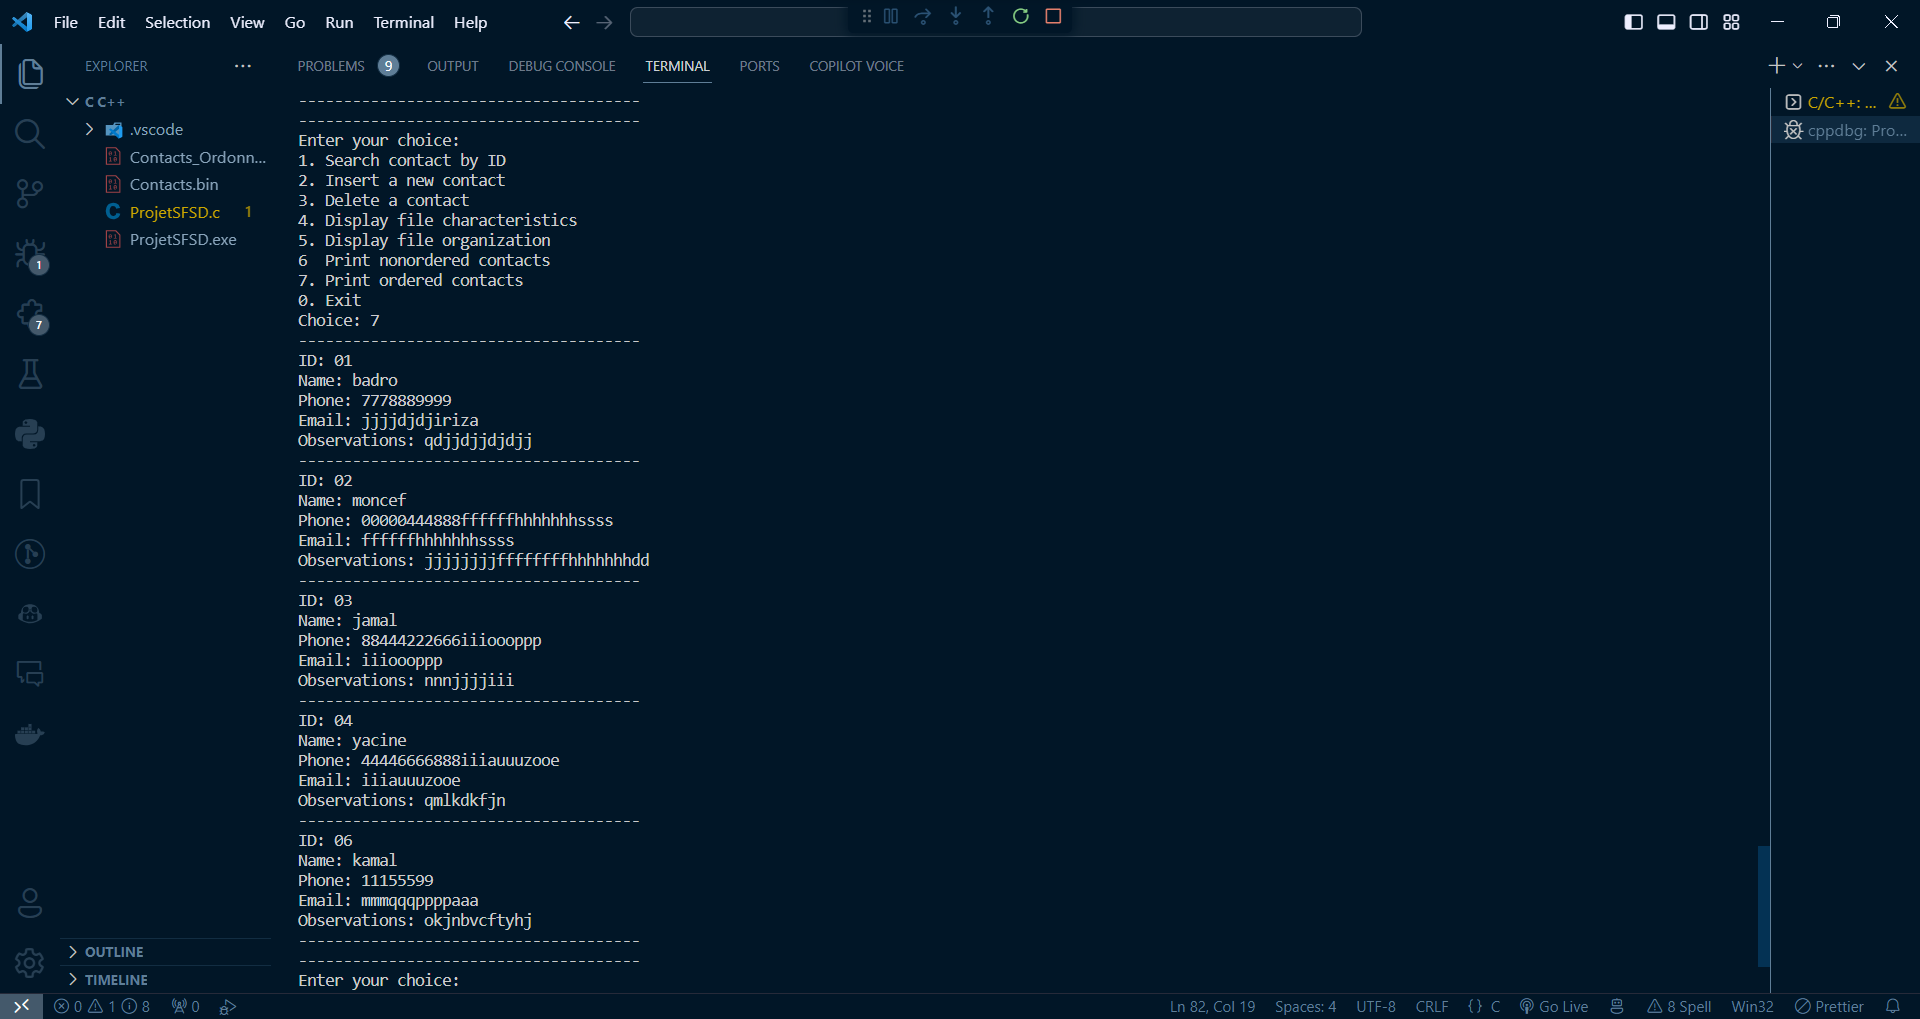 File Edit Selection View Go Run Terminal Help
EXPLORER
C C++
.vscode
Contacts_Ordonn...
Contacts.bin
ProjetSFSD.c 1
ProjetSFSD.exe
OUTLINE
TIMELINE
1
7
PROBLEMS 9 OUTPUT DEBUG CONSOLE TERMINAL PORTS COPILOT VOICE
--------------------------------------
--------------------------------------
Enter your choice:
1. Search contact by ID
2. Insert a new contact
3. Delete a contact
4. Display file characteristics
5. Display file organization
6  Print nonordered contacts
7. Print ordered contacts
0. Exit
Choice: 7
--------------------------------------
ID: 01
Name: badro
Phone: 7778889999
Email: jjjjdjdjiriza
Observations: qdjjdjjdjdjj
--------------------------------------
ID: 02
Name: moncef
Phone: 00000444888ffffffhhhhhhhssss
Email: ffffffhhhhhhhssss
Observations: jjjjjjjjffffffffhhhhhhhdd
--------------------------------------
ID: 03
Name: jamal
Phone: 88444222666iiioooppp
Email: iiioooppp
Observations: nnnjjjjiii
--------------------------------------
ID: 04
Name: yacine
Phone: 44446666888iiiauuuzooe
Email: iiiauuuzooe
Observations: qmlkdkfjn
--------------------------------------
ID: 06
Name: kamal
Phone: 11155599
Email: mmmqqqppppaaa
Observations: okjnbvcftyhj
--------------------------------------
--------------------------------------
Enter your choice:
C/C++: ...
cppdbg: Pro...
0 1 8 0 Ln 82, Col 19 Spaces: 4 UTF-8 CRLF {} C Go Live 8 Spell Win32 Prettier